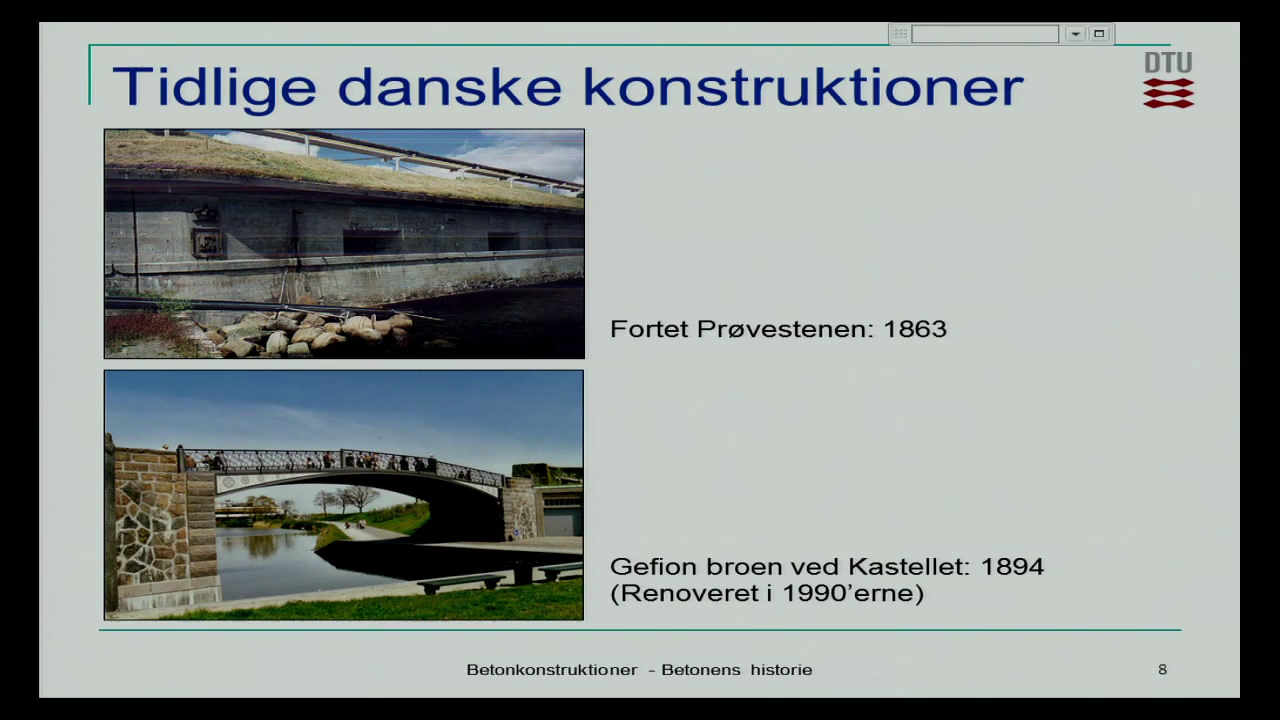 Tidlige danske konstruktioner
DTU
Fortet Prøvestenen: 1863
Gefion broen ved Kastellet: 1894
(Renoveret i 1990’erne)
Betonkonstruktioner - Betonens historie
8